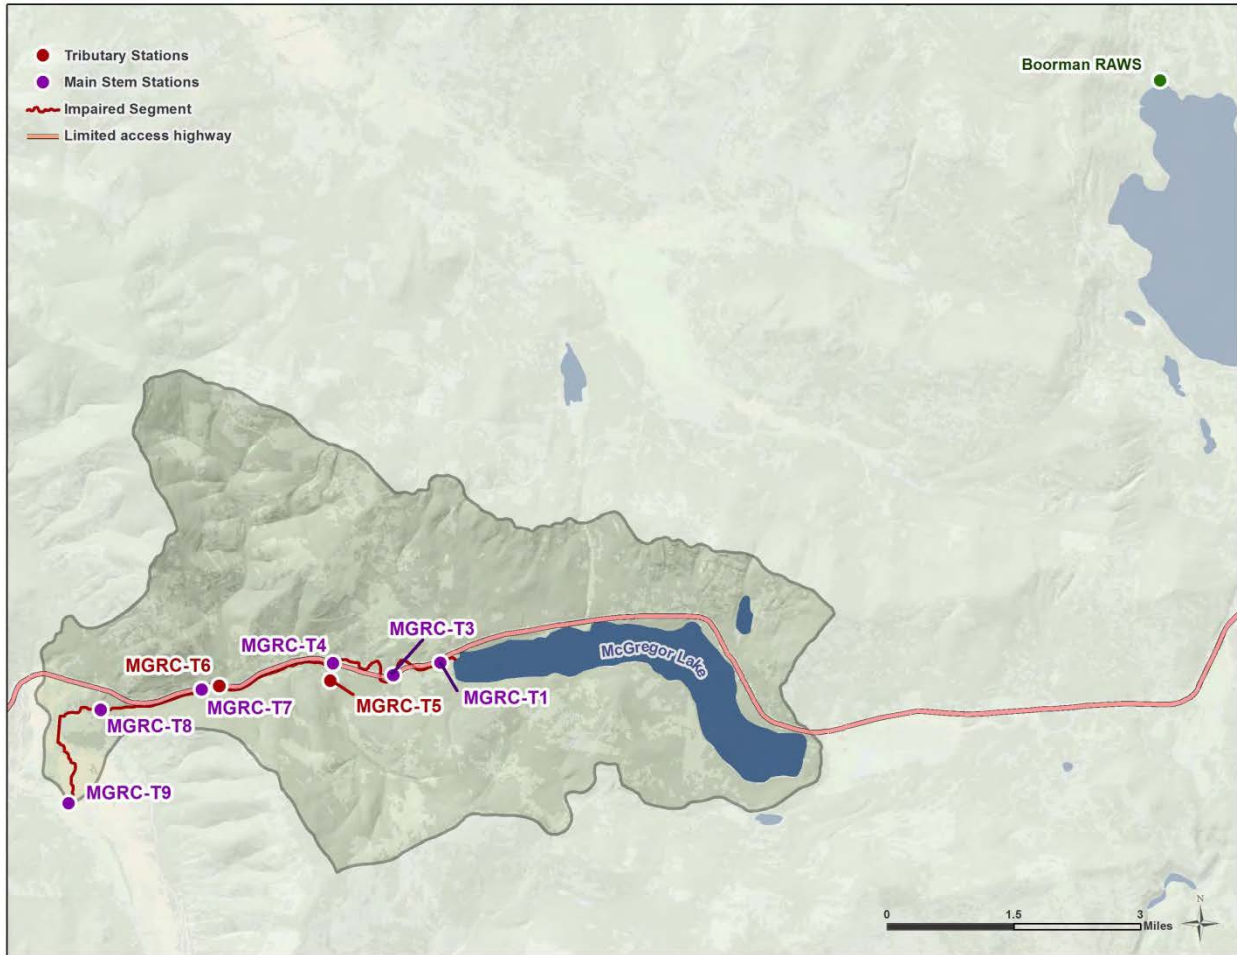 Tributary Stations
Main Stem Stations
Impaired Segment
Limited access highway
Boorman RAWS
MGRC-T3
MGRC-T4
McGregor Lake
MGRC-T6
MGRC-T1
MGRC-T7
MGRC-T5
MGRC-T8
MGRC-T9
0 1.5 3
Miles
N